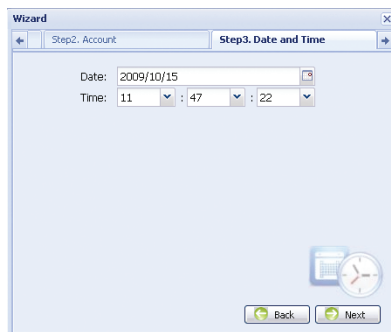 Wizard
Step2. Account Step3. Date and Time
Date: 2009/10/15
Time: 11 : 47 : 22
Back Next